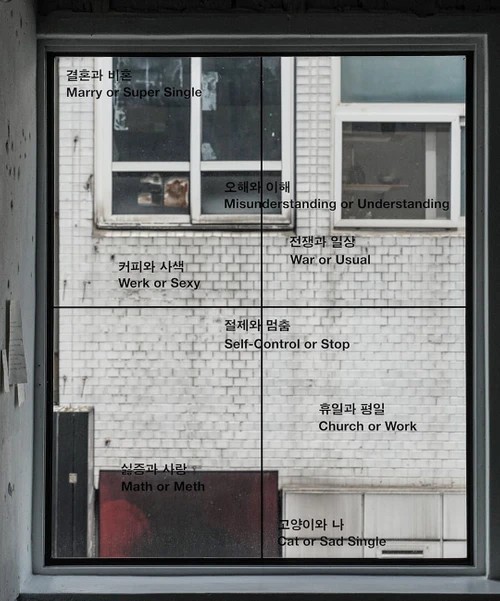 결혼과 비혼
Marry or Super Single
오해와 이해
Misunderstanding or Understanding
전쟁과 일상
War or Usual
커피와 사색
Werk or Sexy
절제와 멈춤
Self-Control or Stop
휴일과 평일
Church or Work
싫증과 사랑
Math or Meth
고양이와 나
Cat or Sad Single